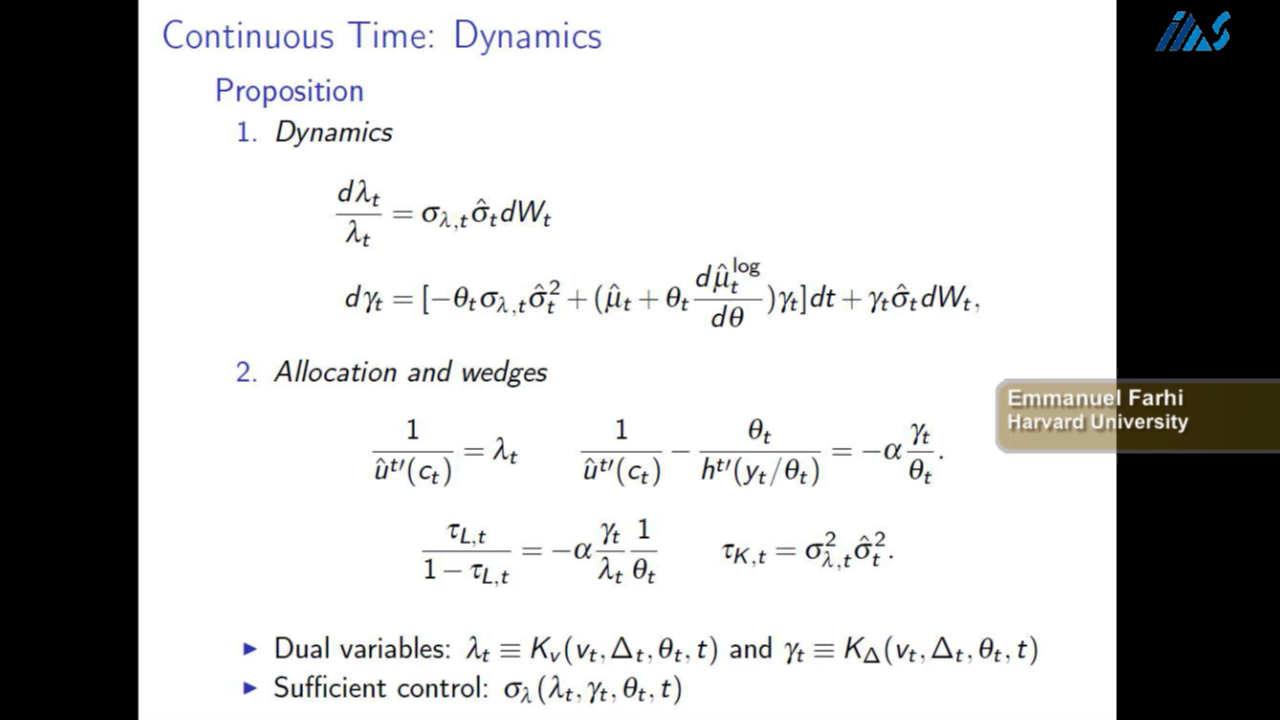 Continuous Time: Dynamics
IAS
Proposition
1. Dynamics
dλ_t / λ_t = σ_{λ,t} σ̂_t dW_t
dγ_t = [−θ_t σ_{λ,t} σ̂_t^2 + (μ̂_t + θ_t dμ̂_t^{log} / dθ) γ_t] dt + γ_t σ̂_t dW_t,
2. Allocation and wedges
1 / û^{t′}(c_t) = λ_t    1 / û^{t′}(c_t) − θ_t / h^{t′}(y_t/θ_t) = −α γ_t / θ_t.
τ_{L,t} / (1 − τ_{L,t}) = −α (γ_t / λ_t) (1 / θ_t)    τ_{K,t} = σ_{λ,t}^2 σ̂_t^2.
Emmanuel Farhi
Harvard University
▶ Dual variables: λ_t ≡ K_v(v_t, Δ_t, θ_t, t) and γ_t ≡ K_Δ(v_t, Δ_t, θ_t, t)
▶ Sufficient control: σ_λ(λ_t, γ_t, θ_t, t)